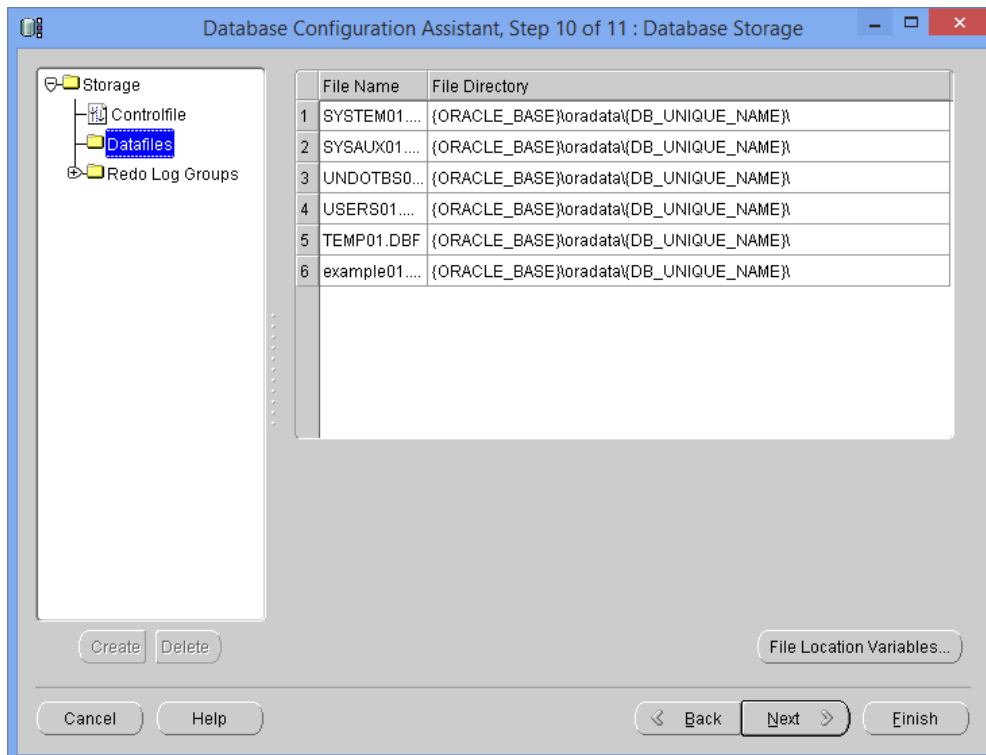 Database Configuration Assistant, Step 10 of 11 : Database Storage
Storage
Controlfile
Datafiles
Redo Log Groups
File Name File Directory
1 SYSTEM01.... {ORACLE_BASE}\oradata\{DB_UNIQUE_NAME}\
2 SYSAUX01.... {ORACLE_BASE}\oradata\{DB_UNIQUE_NAME}\
3 UNDOTBS0... {ORACLE_BASE}\oradata\{DB_UNIQUE_NAME}\
4 USERS01.... {ORACLE_BASE}\oradata\{DB_UNIQUE_NAME}\
5 TEMP01.DBF {ORACLE_BASE}\oradata\{DB_UNIQUE_NAME}\
6 example01.... {ORACLE_BASE}\oradata\{DB_UNIQUE_NAME}\
Create Delete File Location Variables...
Cancel Help Back Next Finish